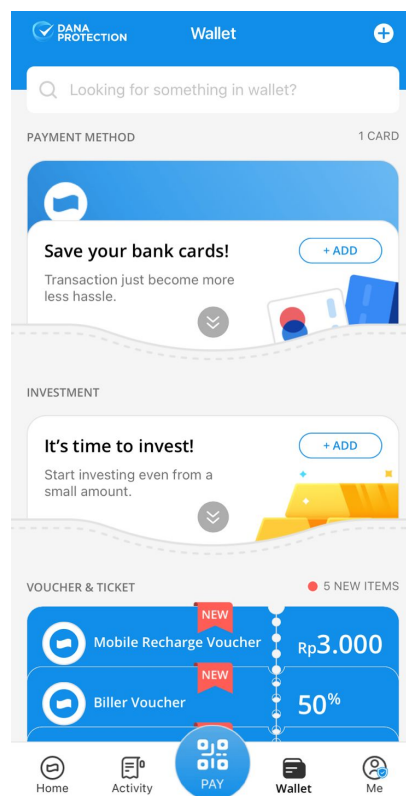 DANA
PROTECTION
Wallet
Looking for something in wallet?
PAYMENT METHOD
1 CARD
Save your bank cards!
+ ADD
Transaction just become more
less hassle.
INVESTMENT
It's time to invest!
+ ADD
Start investing even from a
small amount.
VOUCHER & TICKET
5 NEW ITEMS
NEW
Mobile Recharge Voucher
Rp3.000
NEW
Biller Voucher
50%
Home
Activity
PAY
Wallet
Me